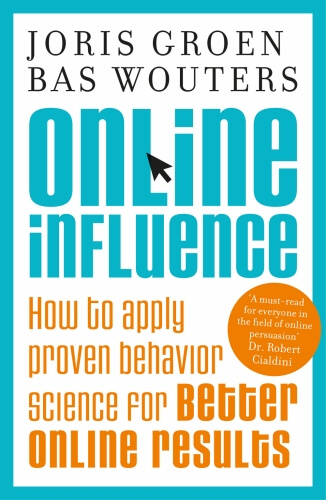 JORIS GROEN
BAS WOUTERS
ONLINE
INFLUENCE
How to apply
proven behavior
science for Better
online results
'A must-read
for everyone in
the field of online
persuasion'
Dr. Robert
Cialdini